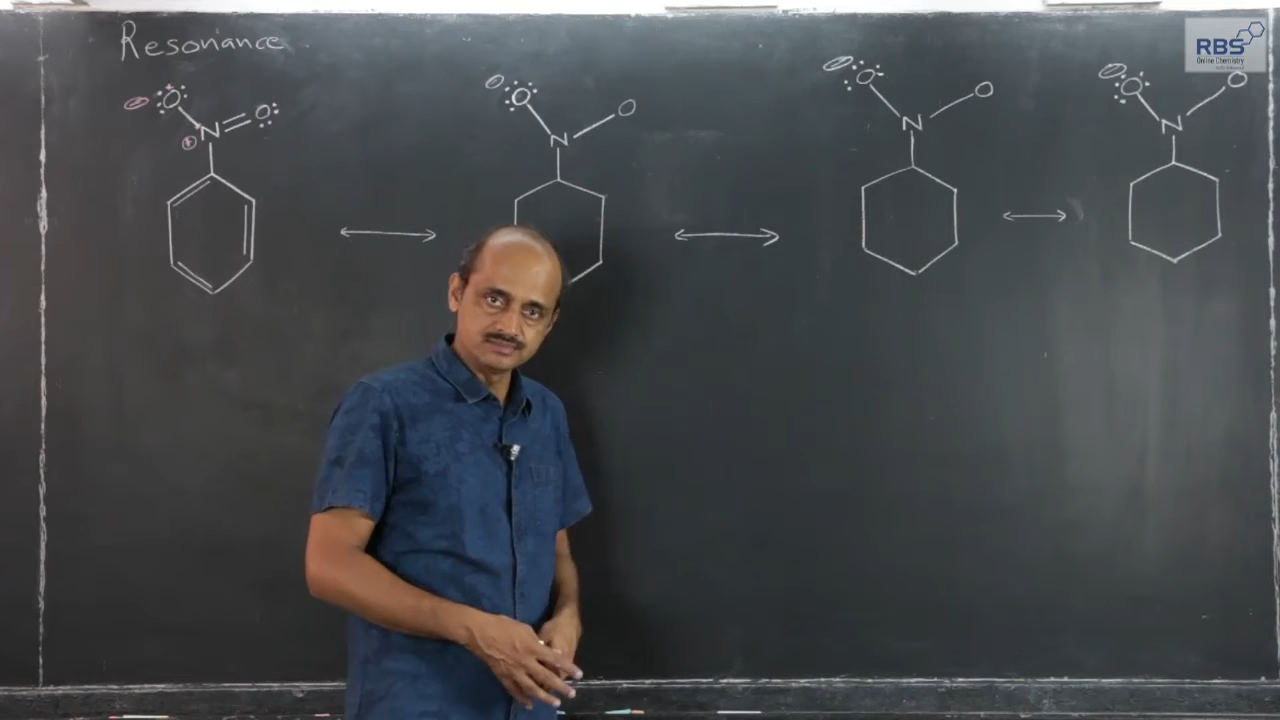 Resonance
RBS
Online Chemistry
O N O
O N O
O N O
O N O